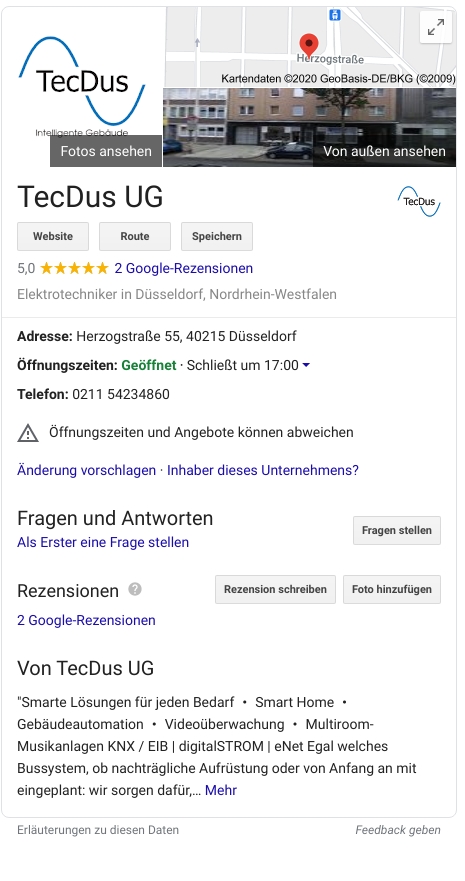 Herzogstraße
Kartendaten ©2020 GeoBasis-DE/BKG (©2009)
TecDus
Intelligente Gebäude
Fotos ansehen
Von außen ansehen
TecDus UG
TecDus
Website Route Speichern
5,0 ★★★★★ 2 Google-Rezensionen
Elektrotechniker in Düsseldorf, Nordrhein-Westfalen
Adresse: Herzogstraße 55, 40215 Düsseldorf
Öffnungszeiten: Geöffnet · Schließt um 17:00
Telefon: 0211 54234860
Öffnungszeiten und Angebote können abweichen
Änderung vorschlagen · Inhaber dieses Unternehmens?
Fragen und Antworten
Fragen stellen
Als Erster eine Frage stellen
Rezensionen ?
Rezension schreiben Foto hinzufügen
2 Google-Rezensionen
Von TecDus UG
"Smarte Lösungen für jeden Bedarf • Smart Home •
Gebäudeautomation • Videoüberwachung • Multiroom-
Musikanlagen KNX / EIB | digitalSTROM | eNet Egal welches
Bussystem, ob nachträgliche Aufrüstung oder von Anfang an mit
eingeplant: wir sorgen dafür,… Mehr
Erläuterungen zu diesen Daten
Feedback geben